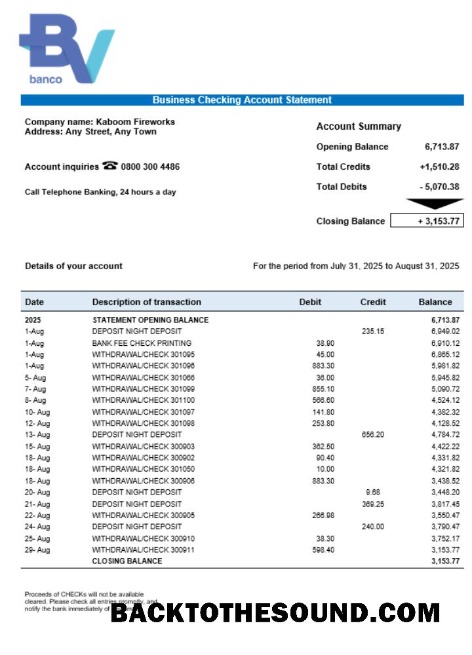 BV
banco
Business Checking Account Statement
Company name: Kaboom Fireworks
Address: Any Street, Any Town
Account inquiries ☎ 0800 300 4486
Call Telephone Banking, 24 hours a day
Account Summary
Opening Balance 6,713.87
Total Credits +1,510.28
Total Debits - 5,070.38
Closing Balance + 3,153.77
Details of your account For the period from July 31, 2025 to August 31, 2025
Date Description of transaction Debit Credit Balance
2025 STATEMENT OPENING BALANCE 6,713.87
1-Aug DEPOSIT NIGHT DEPOSIT 235.15 6,949.02
1-Aug BANK FEE CHECK PRINTING 38.90 6,910.12
1-Aug WITHDRAWAL/CHECK 301095 45.00 6,865.12
1-Aug WITHDRAWAL/CHECK 301096 883.30 5,981.82
5- Aug WITHDRAWAL/CHECK 301066 36.00 5,945.82
7- Aug WITHDRAWAL/CHECK 301099 855.10 5,090.72
8- Aug WITHDRAWAL/CHECK 301100 566.60 4,524.12
10- Aug WITHDRAWAL/CHECK 301097 141.80 4,382.32
12- Aug WITHDRAWAL/CHECK 301098 253.80 4,128.52
13- Aug DEPOSIT NIGHT DEPOSIT 656.20 4,784.72
15- Aug WITHDRAWAL/CHECK 300903 362.50 4,422.22
18- Aug WITHDRAWAL/CHECK 300902 90.40 4,331.82
18- Aug WITHDRAWAL/CHECK 301050 10.00 4,321.82
18- Aug WITHDRAWAL/CHECK 300906 883.30 3,438.52
20- Aug DEPOSIT NIGHT DEPOSIT 9.68 3,448.20
21- Aug DEPOSIT NIGHT DEPOSIT 369.25 3,817.45
22- Aug WITHDRAWAL/CHECK 300905 266.98 3,550.47
24- Aug DEPOSIT NIGHT DEPOSIT 240.00 3,790.47
25- Aug WITHDRAWAL/CHECK 300910 38.30 3,752.17
29- Aug WITHDRAWAL/CHECK 300911 598.40 3,153.77
CLOSING BALANCE 3,153.77
Proceeds of CHECKs will not be available
cleared. Please check all entries promptly, and
notify the bank immediately of
BACKTOTHESOUND.COM